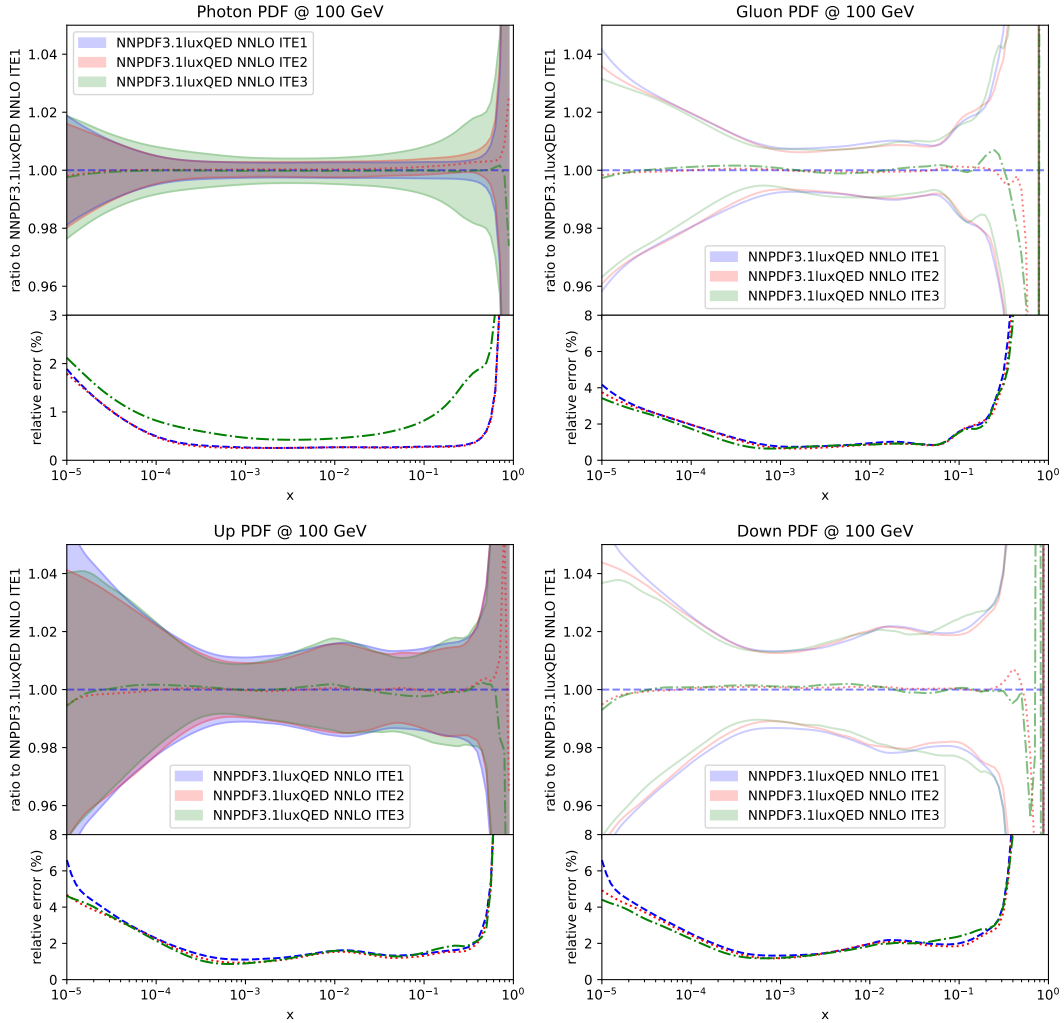 Photon PDF @ 100 GeV
ratio to NNPDF3.1luxQED NNLO ITE1
1.04
1.02
1.00
0.98
0.96
NNPDF3.1luxQED NNLO ITE1
NNPDF3.1luxQED NNLO ITE2
NNPDF3.1luxQED NNLO ITE3
relative error (%)
3
2
1
0
10⁻⁵
10⁻⁴
10⁻³
10⁻²
10⁻¹
10⁰
x
Gluon PDF @ 100 GeV
ratio to NNPDF3.1luxQED NNLO ITE1
1.04
1.02
1.00
0.98
0.96
NNPDF3.1luxQED NNLO ITE1
NNPDF3.1luxQED NNLO ITE2
NNPDF3.1luxQED NNLO ITE3
relative error (%)
8
6
4
2
0
10⁻⁵
10⁻⁴
10⁻³
10⁻²
10⁻¹
10⁰
x
Up PDF @ 100 GeV
ratio to NNPDF3.1luxQED NNLO ITE1
1.04
1.02
1.00
0.98
0.96
NNPDF3.1luxQED NNLO ITE1
NNPDF3.1luxQED NNLO ITE2
NNPDF3.1luxQED NNLO ITE3
relative error (%)
8
6
4
2
0
10⁻⁵
10⁻⁴
10⁻³
10⁻²
10⁻¹
10⁰
x
Down PDF @ 100 GeV
ratio to NNPDF3.1luxQED NNLO ITE1
1.04
1.02
1.00
0.98
0.96
NNPDF3.1luxQED NNLO ITE1
NNPDF3.1luxQED NNLO ITE2
NNPDF3.1luxQED NNLO ITE3
relative error (%)
8
6
4
2
0
10⁻⁵
10⁻⁴
10⁻³
10⁻²
10⁻¹
10⁰
x